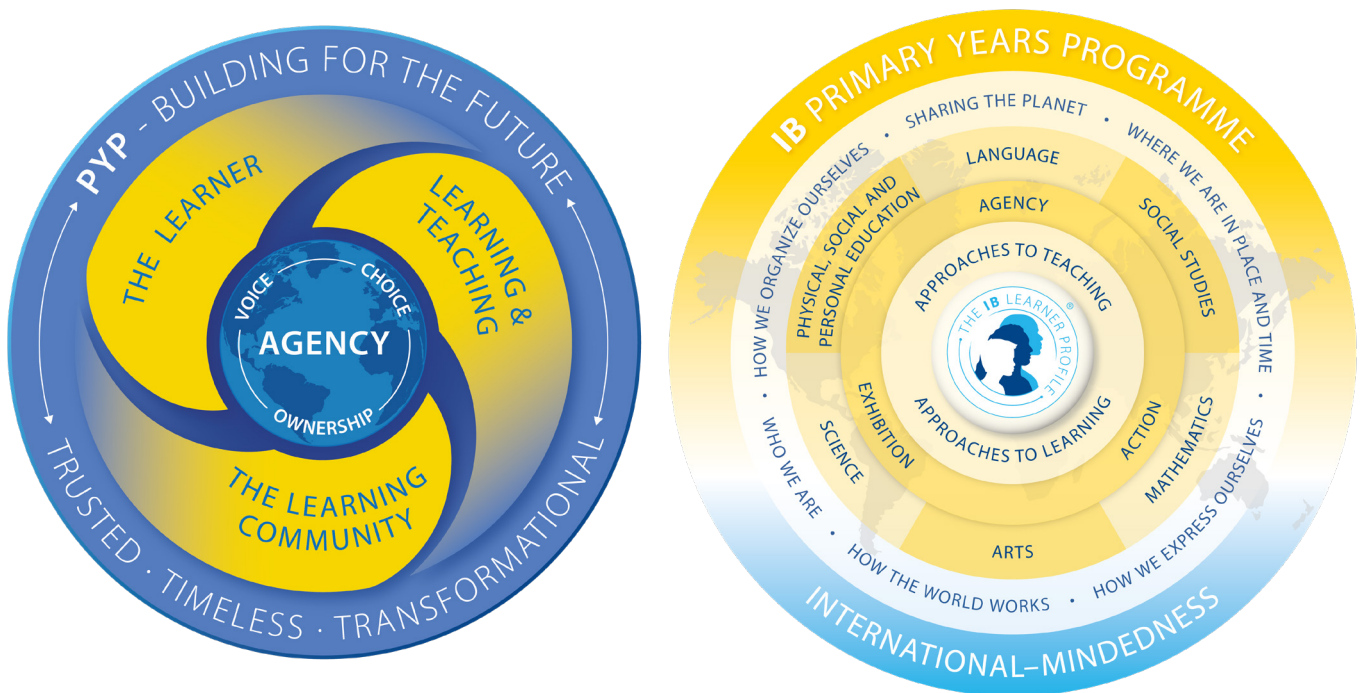 PYP - BUILDING FOR THE FUTURE
THE LEARNER
LEARNING &
TEACHING
VOICE
CHOICE
AGENCY
OWNERSHIP
THE LEARNING
COMMUNITY
TRUSTED · TIMELESS · TRANSFORMATIONAL
IB PRIMARY YEARS PROGRAMME
SHARING THE PLANET
WHERE WE ARE IN PLACE AND TIME
HOW WE EXPRESS OURSELVES
HOW THE WORLD WORKS
WHO WE ARE
HOW WE ORGANIZE OURSELVES
LANGUAGE
SOCIAL STUDIES
MATHEMATICS
ARTS
SCIENCE
PHYSICAL, SOCIAL AND
PERSONAL EDUCATION
AGENCY
ACTION
EXHIBITION
APPROACHES TO TEACHING
APPROACHES TO LEARNING
THE IB LEARNER PROFILE®
INTERNATIONAL–MINDEDNESS